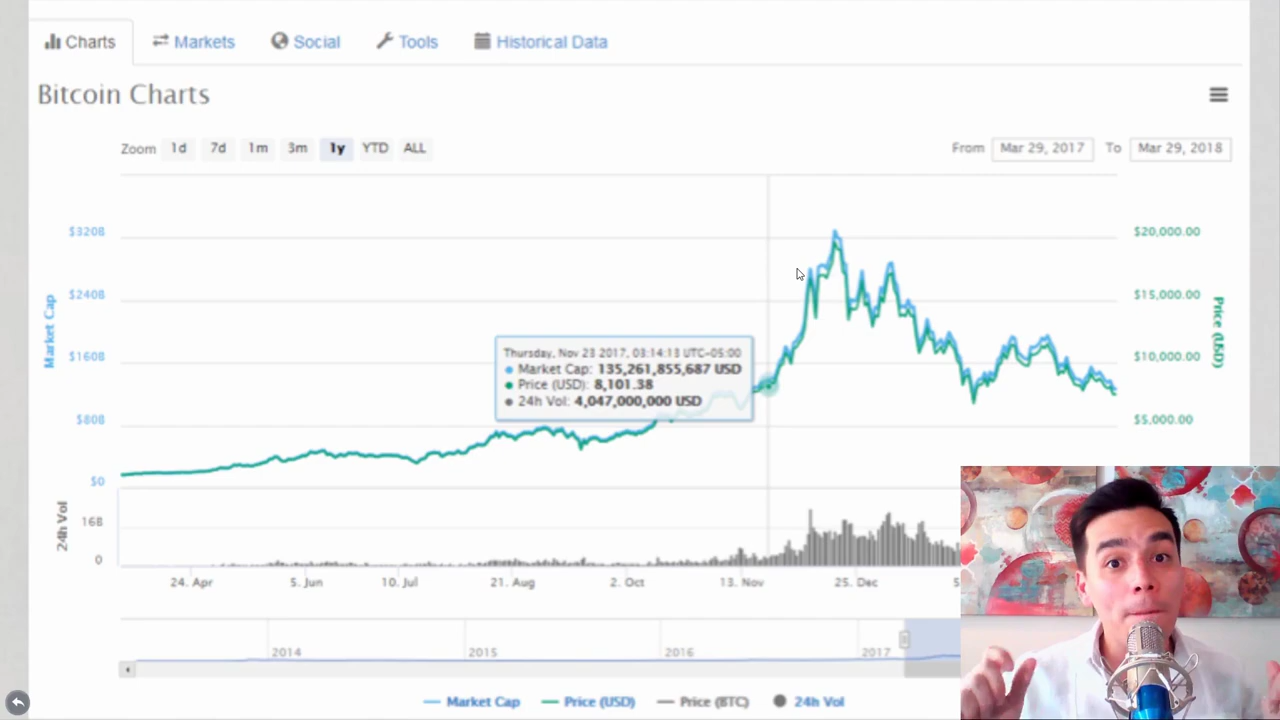 Charts Markets Social Tools Historical Data
Bitcoin Charts
Zoom 1d 7d 1m 3m 1y YTD ALL From Mar 29, 2017 To Mar 29, 2018
$320B $20,000.00
$240B $15,000.00
$160B $10,000.00
$80B $5,000.00
$0
Market Cap
Price (USD)
Thursday, Nov 23 2017, 03:14:13 UTC-05:00
Market Cap: 135,261,855,687 USD
Price (USD): 8,101.38
24h Vol: 4,047,000,000 USD
24h Vol
16B
0
24. Apr 5. Jun 10. Jul 21. Aug 2. Oct 13. Nov 25. Dec 5
2014 2015 2016 2017
Market Cap Price (USD) Price (BTC) 24h Vol